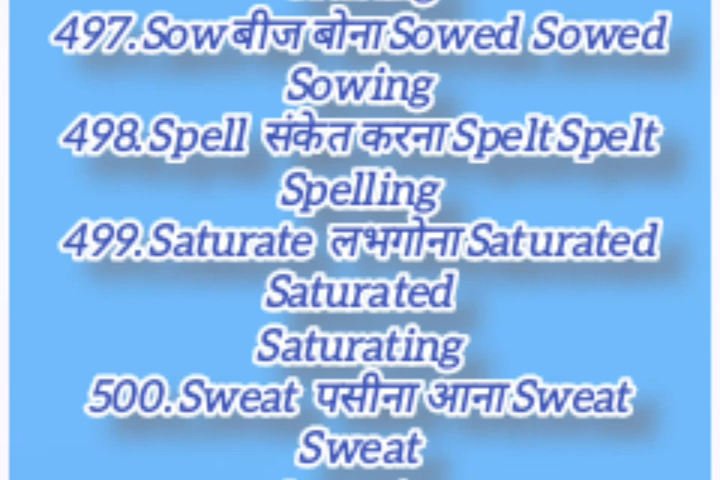 497.Sow बीज बोना Sowed Sowed
Sowing
498.Spell संकेत करना Spelt Spelt
Spelling
499.Saturate लभगोना Saturated
Saturated
Saturating
500.Sweat पसीना आना Sweat
Sweat